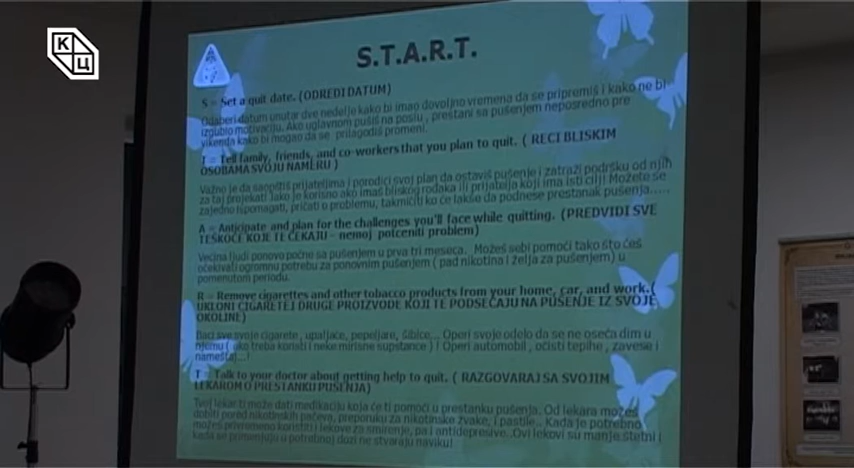 КЦ
S.T.A.R.T.
S = Set a quit date. (ODREDI DATUM)
Odaberi datum unutar dve nedelje kako bi imao dovoljno vremena da se pripremiš i kako ne bi
izgubio motivaciju. Ako uglavnom pušiš na poslu , prestani sa pušenjem neposredno pre
vikenda kako bi mogao da se prilagodiš promeni.
T = Tell family, friends, and co-workers that you plan to quit. ( RECI BLISKIM
OSOBAMA SVOJU NAMERU )
Važno je da saopštiš prijateljima i porodici svoj plan da ostaviš pušenje i zatraži podršku od njih
za taj projekat! Jako je korisno ako imaš bliskog rođaka ili prijatelja koji ima isti cilj! Možete se
zajedno ispomagati, pričati o problemu, takmičiti ko će lakše da podnese prestanak pušenja.....
A = Anticipate and plan for the challenges you'll face while quitting. (PREDVIDI SVE
TEŠKOĆE KOJE TE ČEKAJU - nemoj potceniti problem)
Većina ljudi ponovo počne sa pušenjem u prva tri meseca. Možeš sebi pomoći tako što ćeš
očekivati ogromnu potrebu za ponovnim pušenjem ( pad nikotina i želja za pušenjem) u
pomenutom periodu.
R = Remove cigarettes and other tobacco products from your home, car, and work.(
UKLONI CIGARETE I DRUGE PROIZVODE KOJI TE PODSEĆAJU NA PUŠENJE IZ SVOJE
OKOLINE)
Baci sve svoje cigarete, upaljače, pepeljare, šibice... Operi svoje odelo da se ne oseća dim u
njemu ( ako treba koristi i neke mirisne supstance ) ! Operi automobil , očisti tepihe , zavese i
nameštaj...!
T = Talk to your doctor about getting help to quit. ( RAZGOVARAJ SA SVOJIM
LEKAROM O PRESTANKU PUŠENJA)
Tvoj lekar ti može dati medikaciju koja će ti pomoći u prestanku pušenja. Od lekara možeš
dobiti pored nikotinskih pačeva, preporuku za nikotinske žvake, i pastile.. Kada je potrebno
možeš privremeno koristiti i lekove za smirenje, pa i antidepresive..Ovi lekovi su manje štetni i
kada se primenjuju u potrebnoj dozi ne stvaraju naviku!